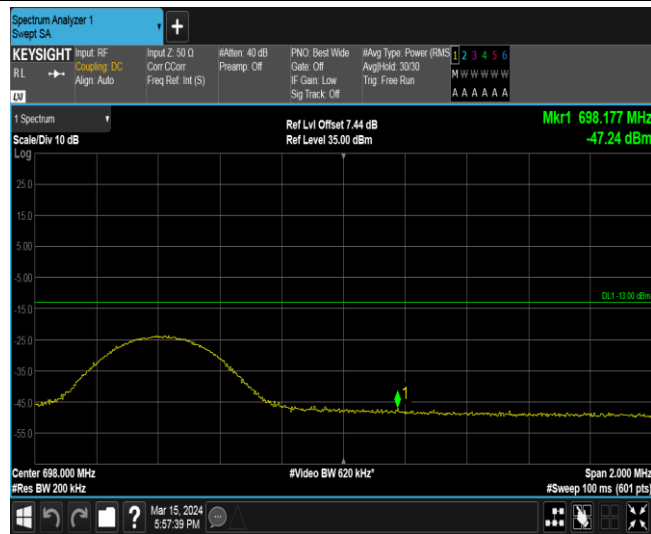 Spectrum Analyzer 1
Swept SA
KEYSIGHT Input: RF Input Z: 50 Ω #Atten: 40 dB PNO: Best Wide #Avg Type: Power (RMS 1 2 3 4 5 6
RL Coupling: DC Corr CCorr Preamp: Off Gate: Off Avg|Hold: 30/30 M W W W W W
Align: Auto Freq Ref: Int (S) IF Gain: Low Trig: Free Run
Sig Track: Off A A A A A A
LXI
1 Spectrum Ref Lvl Offset 7.44 dB Mkr1 698.177 MHz
Scale/Div 10 dB Ref Level 35.00 dBm -47.24 dBm
Log
25.0
15.0
5.00
-5.00
DL1 -13.00 dBm
-15.0
-25.0
-35.0
1
-45.0
-55.0
Center 698.000 MHz #Video BW 620 kHz* Span 2.000 MHz
#Res BW 200 kHz #Sweep 100 ms (601 pts)
Mar 15, 2024
5:57:39 PM